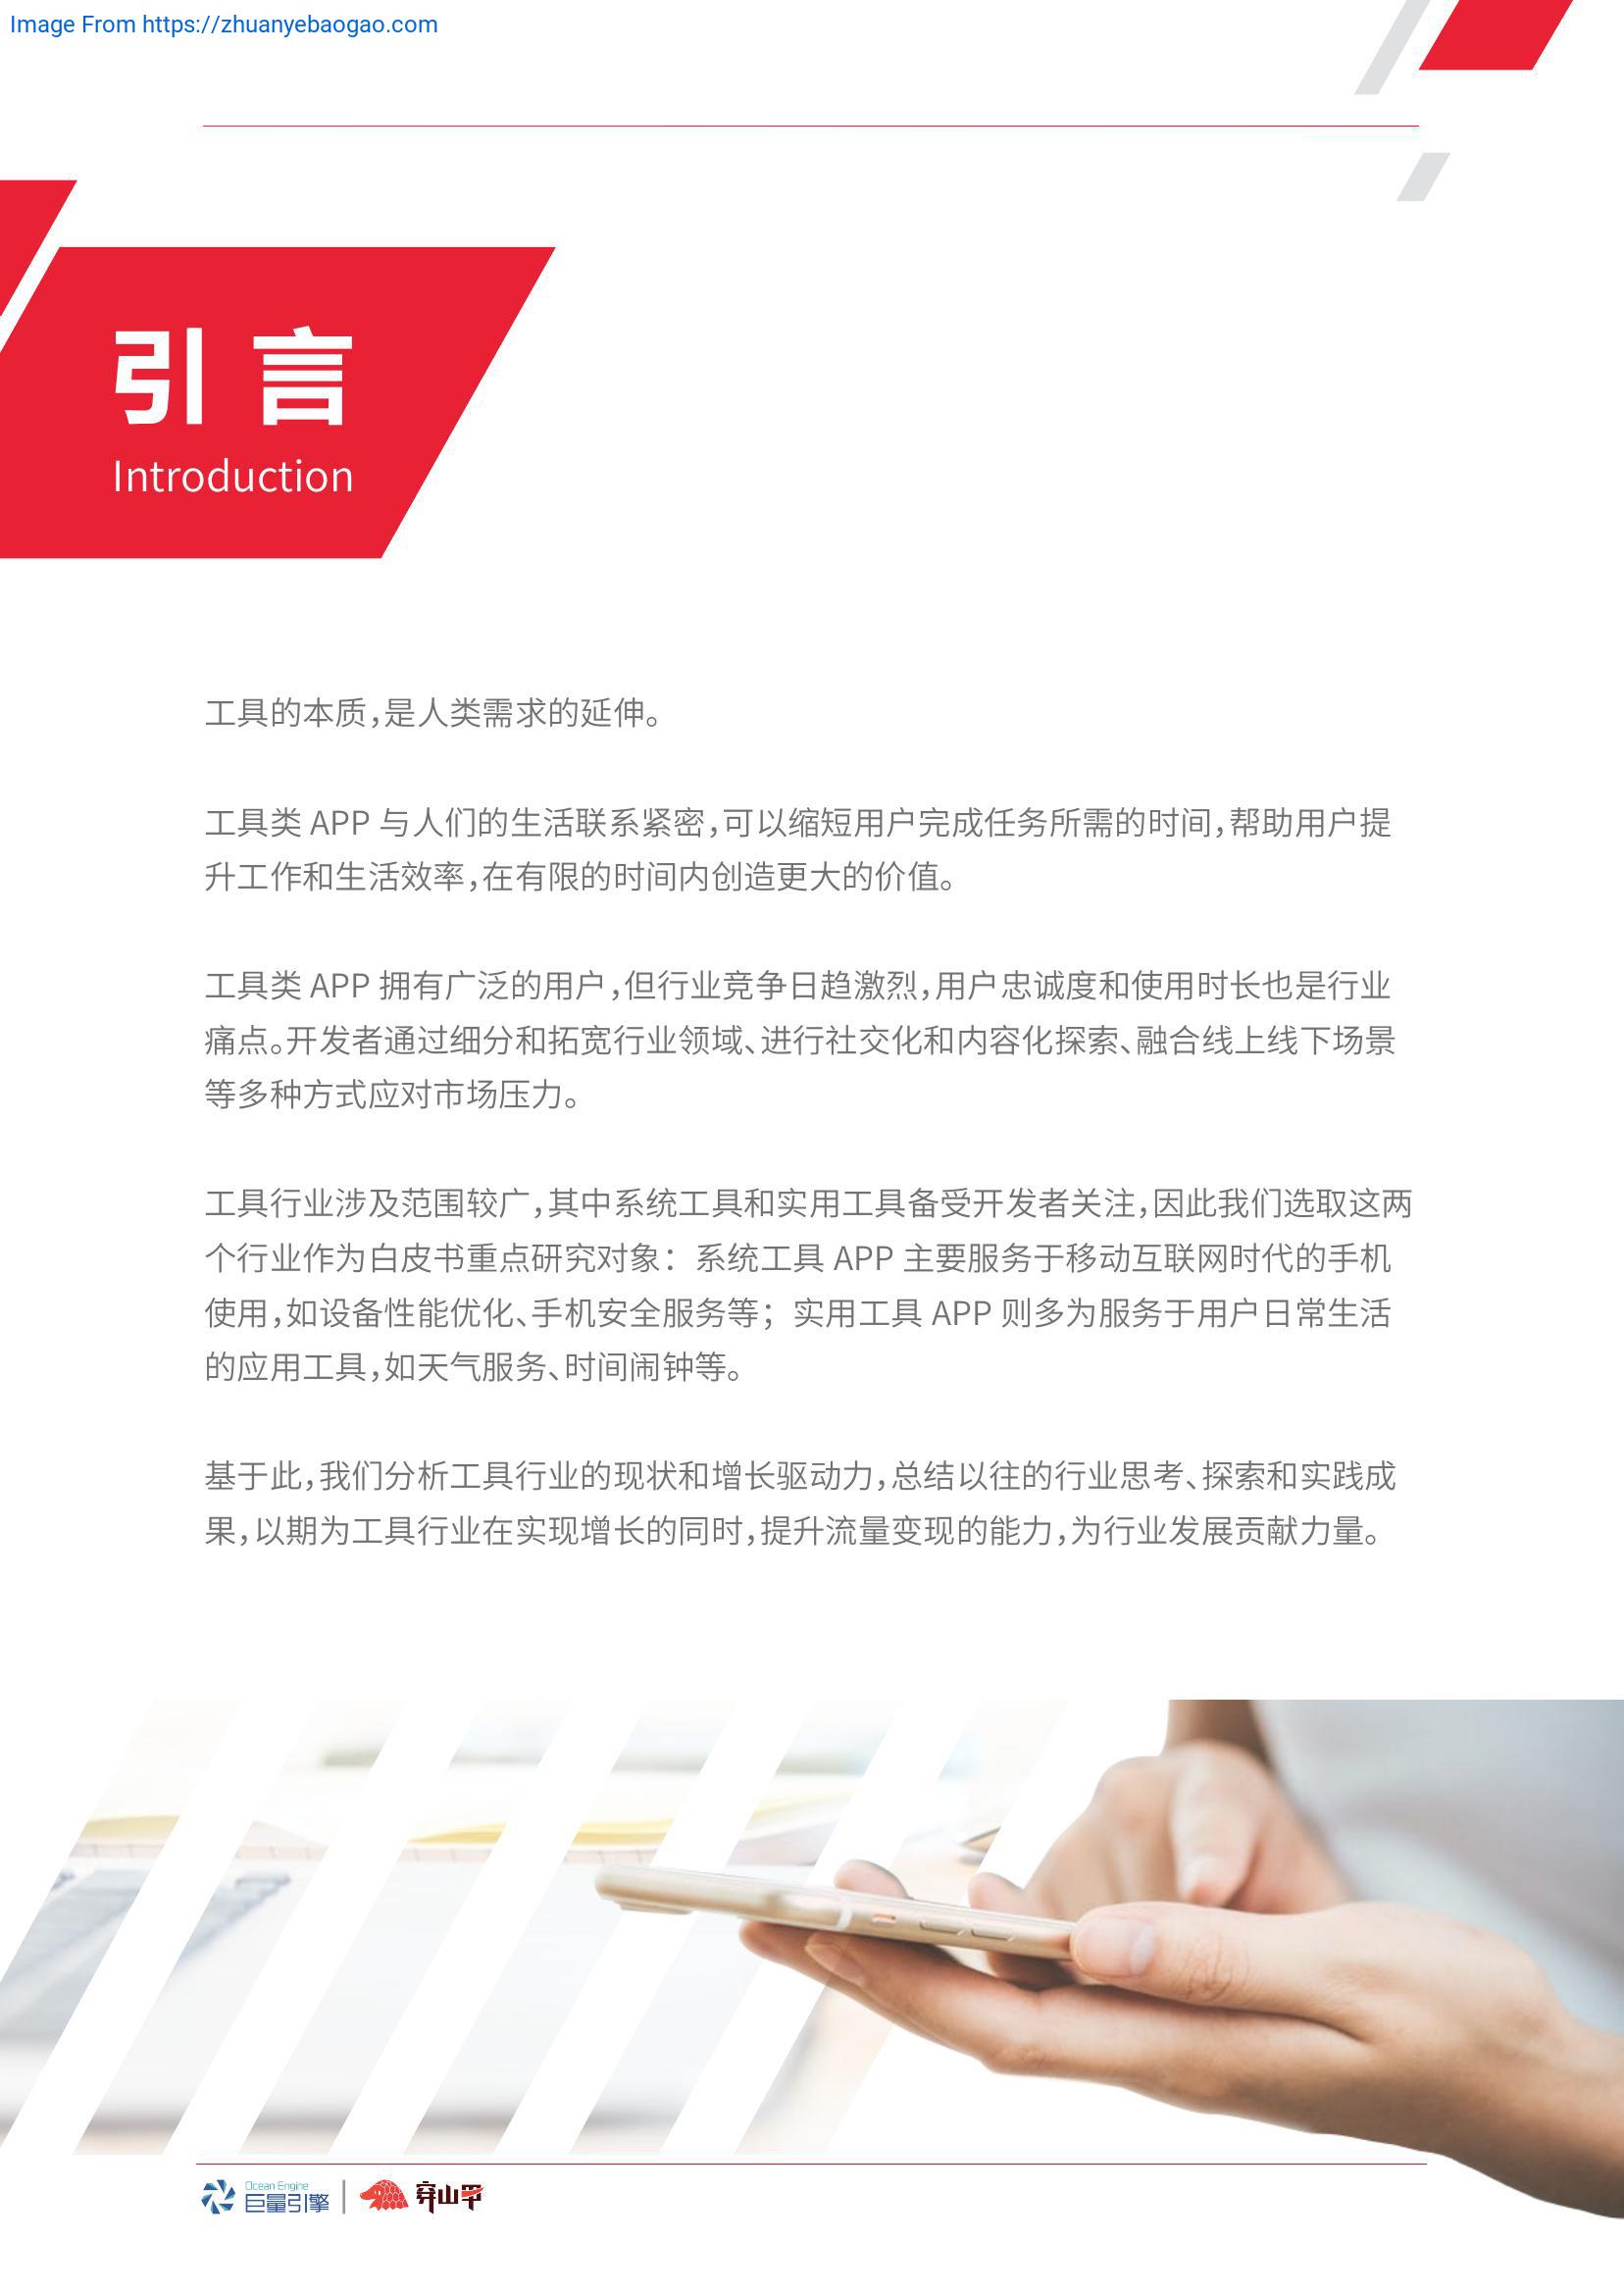 Image From https://zhuanyebaogao.com
引言
Introduction
工具的本质，是人类需求的延伸。
工具类 APP 与人们的生活联系紧密，可以缩短用户完成任务所需的时间，帮助用户提
升工作和生活效率，在有限的时间内创造更大的价值。
工具类 APP 拥有广泛的用户，但行业竞争日趋激烈，用户忠诚度和使用时长也是行业
痛点。开发者通过细分和拓宽行业领域、进行社交化和内容化探索、融合线上线下场景
等多种方式应对市场压力。
工具行业涉及范围较广，其中系统工具和实用工具备受开发者关注，因此我们选取这两
个行业作为白皮书重点研究对象：系统工具 APP 主要服务于移动互联网时代的手机
使用，如设备性能优化、手机安全服务等；实用工具 APP 则多为服务于用户日常生活
的应用工具，如天气服务、时间闹钟等。
基于此，我们分析工具行业的现状和增长驱动力，总结以往的行业思考、探索和实践成
果，以期为工具行业在实现增长的同时，提升流量变现的能力，为行业发展贡献力量。
Ocean Engine
巨量引擎
穿山甲